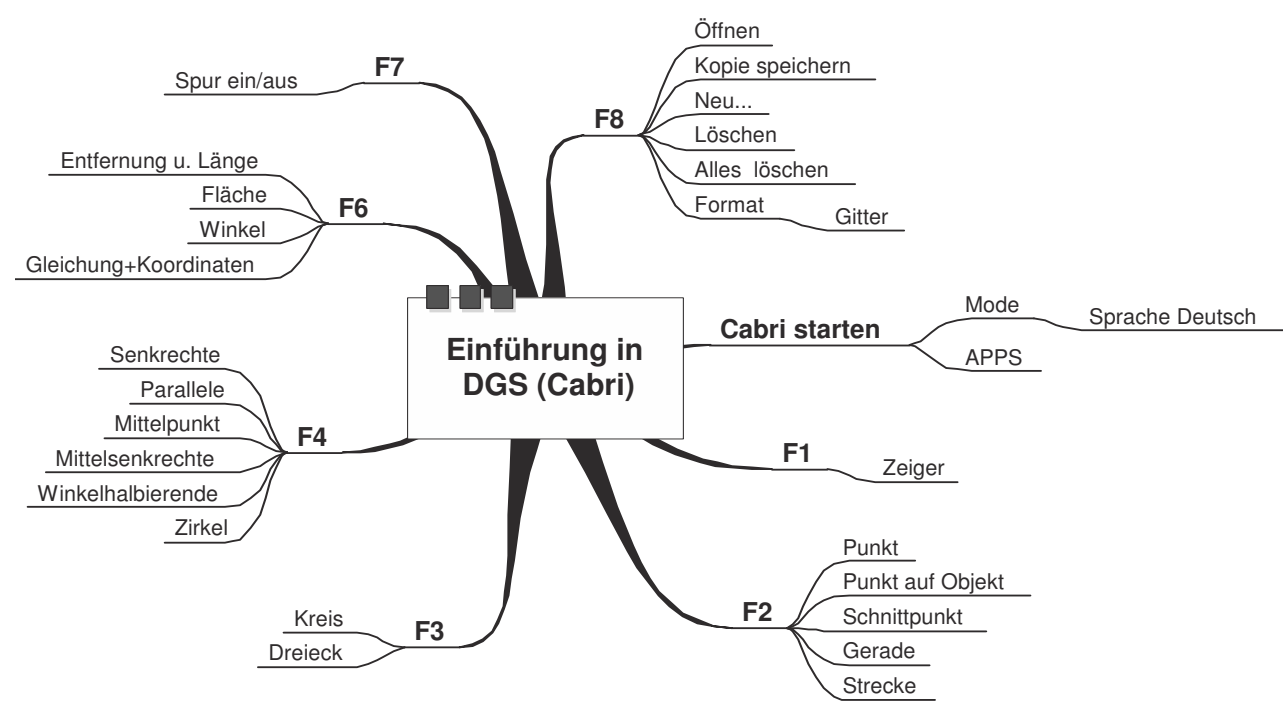 Einführung in
DGS (Cabri)
Cabri starten
Mode
Sprache Deutsch
APPS
F1
Zeiger
F2
Punkt
Punkt auf Objekt
Schnittpunkt
Gerade
Strecke
F3
Kreis
Dreieck
F4
Senkrechte
Parallele
Mittelpunkt
Mittelsenkrechte
Winkelhalbierende
Zirkel
F6
Entfernung u. Länge
Fläche
Winkel
Gleichung+Koordinaten
F7
Spur ein/aus
F8
Öffnen
Kopie speichern
Neu...
Löschen
Alles  löschen
Format
Gitter